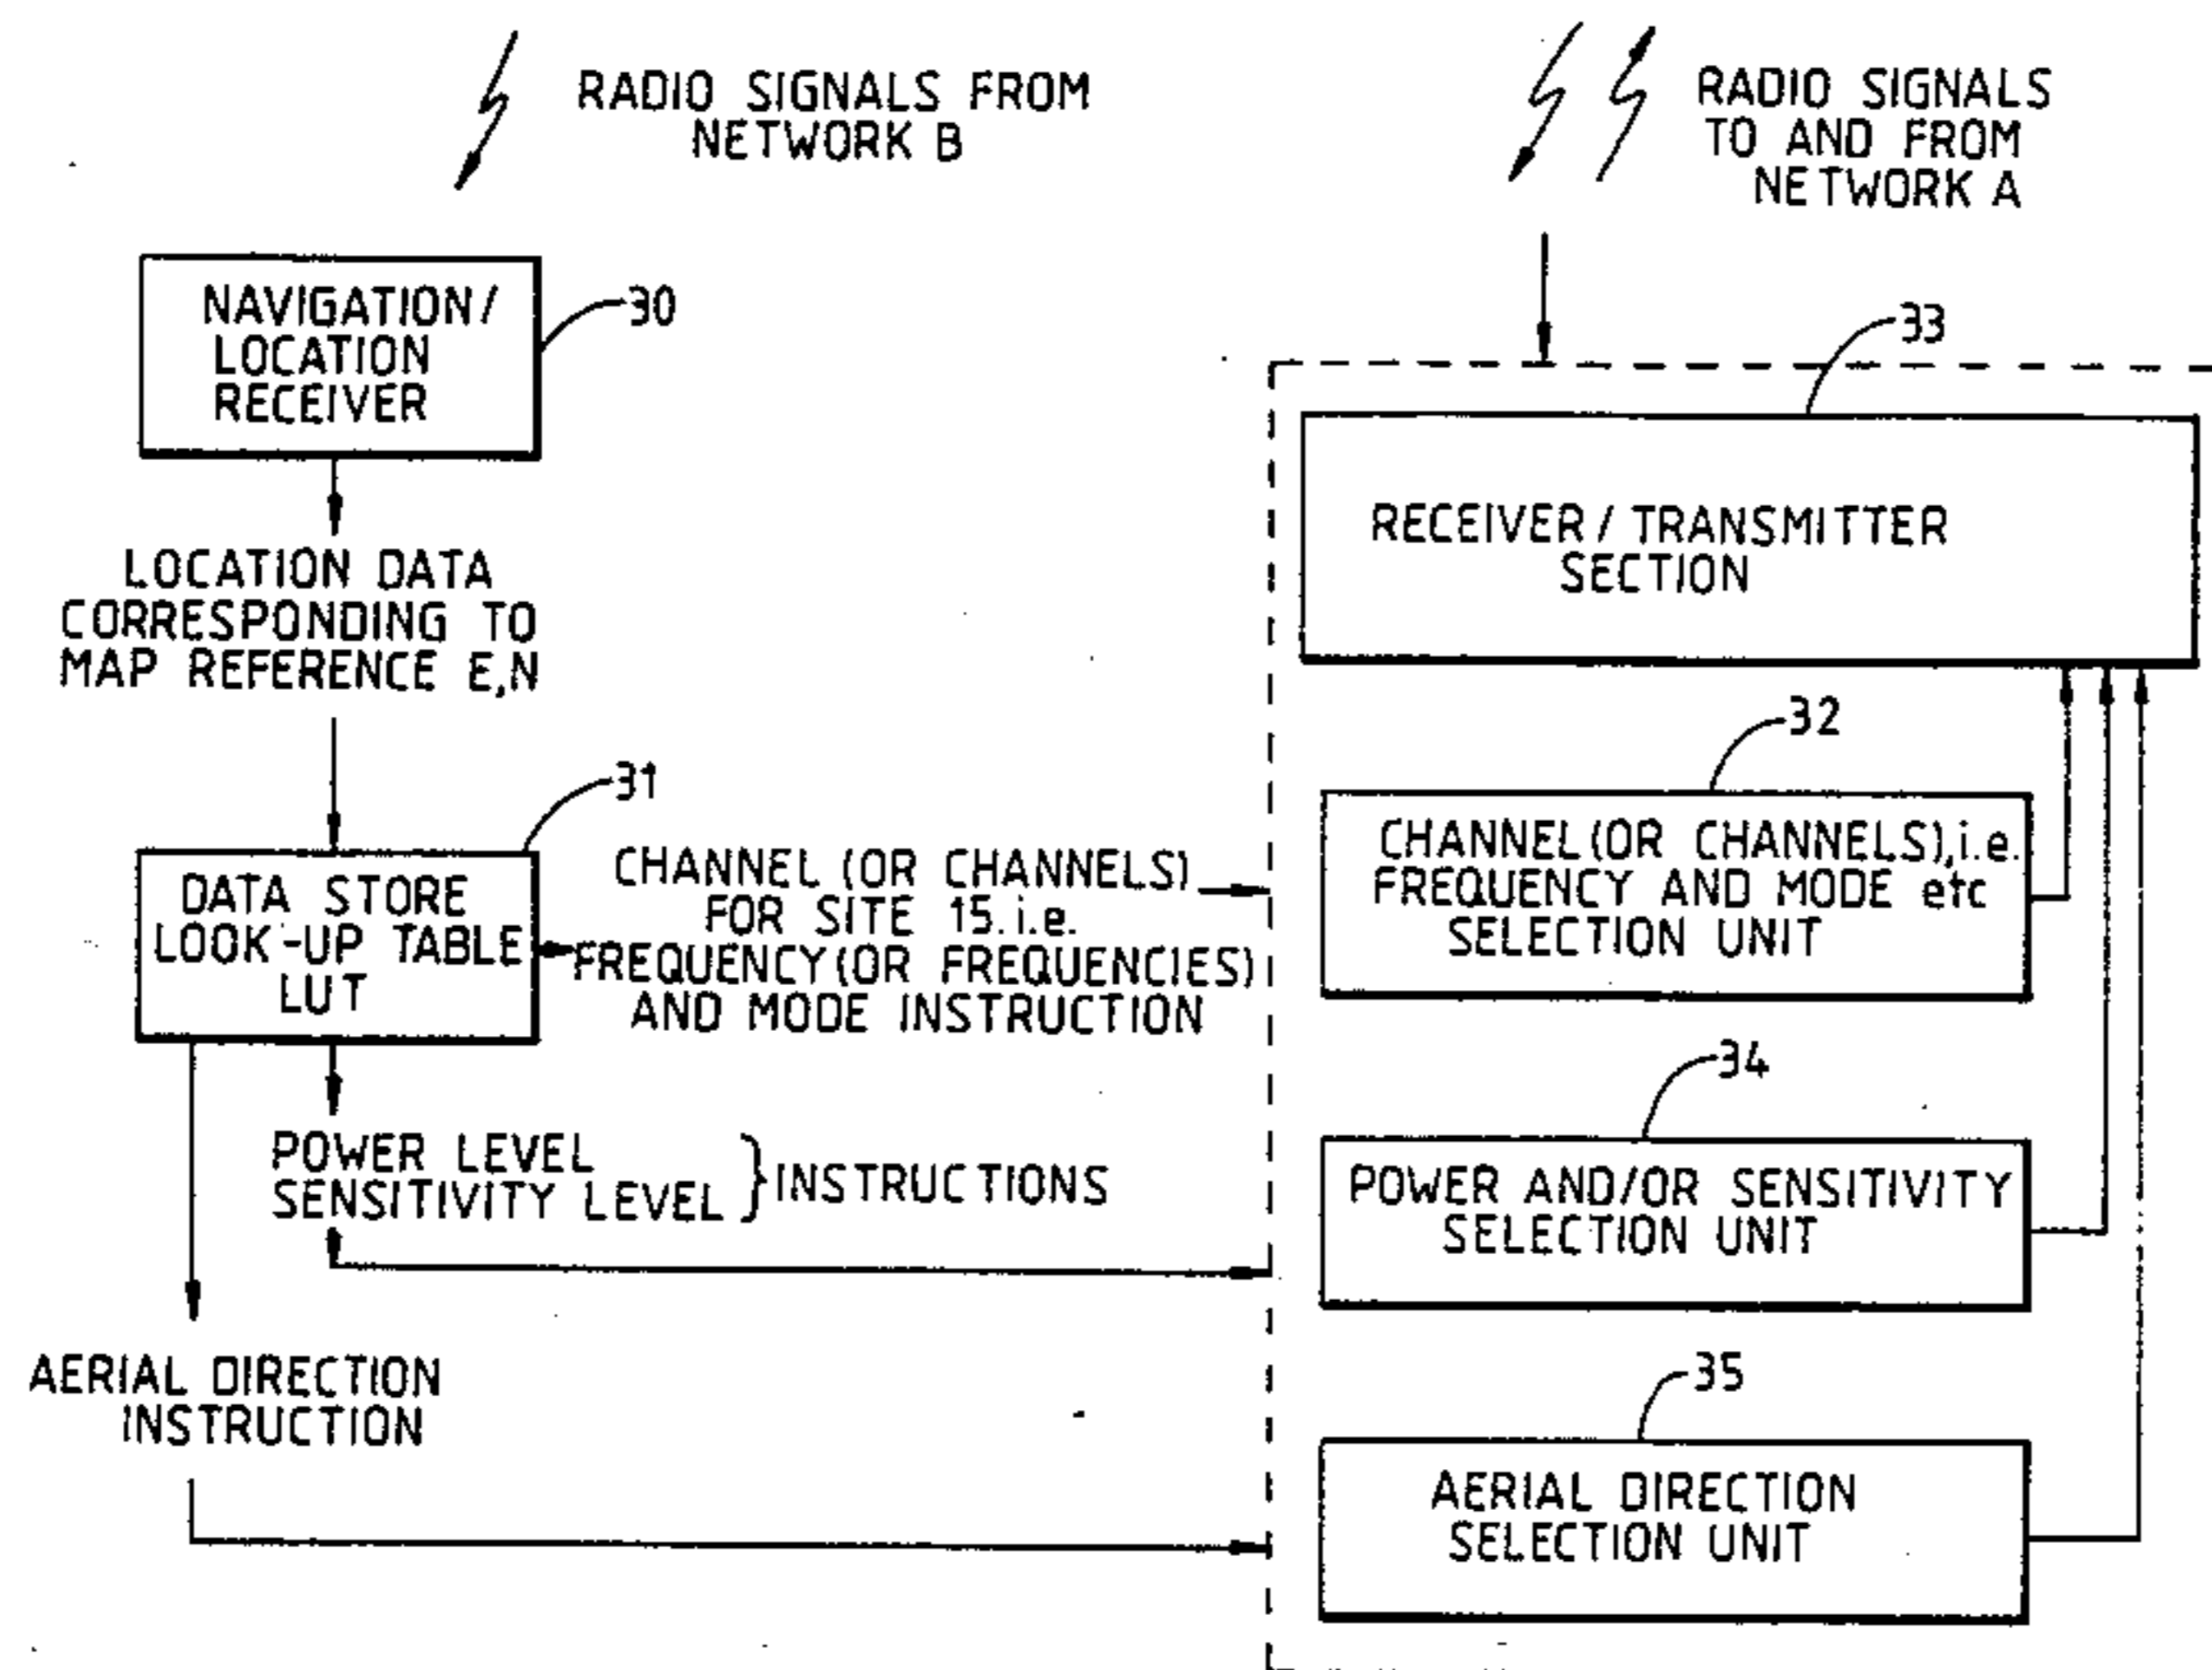 RADIO SIGNALS FROM
NETWORK B
RADIO SIGNALS
TO AND FROM
NETWORK A
NAVIGATION/
LOCATION
RECEIVER
30
LOCATION DATA
CORRESPONDING TO
MAP REFERENCE E,N
31
DATA STORE
LOOK-UP TABLE
LUT
CHANNEL (OR CHANNELS)
FOR SITE 15.i.e.
FREQUENCY(OR FREQUENCIES)
AND MODE INSTRUCTION
POWER LEVEL
SENSITIVITY LEVEL
INSTRUCTIONS
AERIAL DIRECTION
INSTRUCTION
33
RECEIVER / TRANSMITTER
SECTION
32
CHANNEL(OR CHANNELS),i.e.
FREQUENCY AND MODE etc
SELECTION UNIT
34
POWER AND/OR SENSITIVITY
SELECTION UNIT
35
AERIAL DIRECTION
SELECTION UNIT